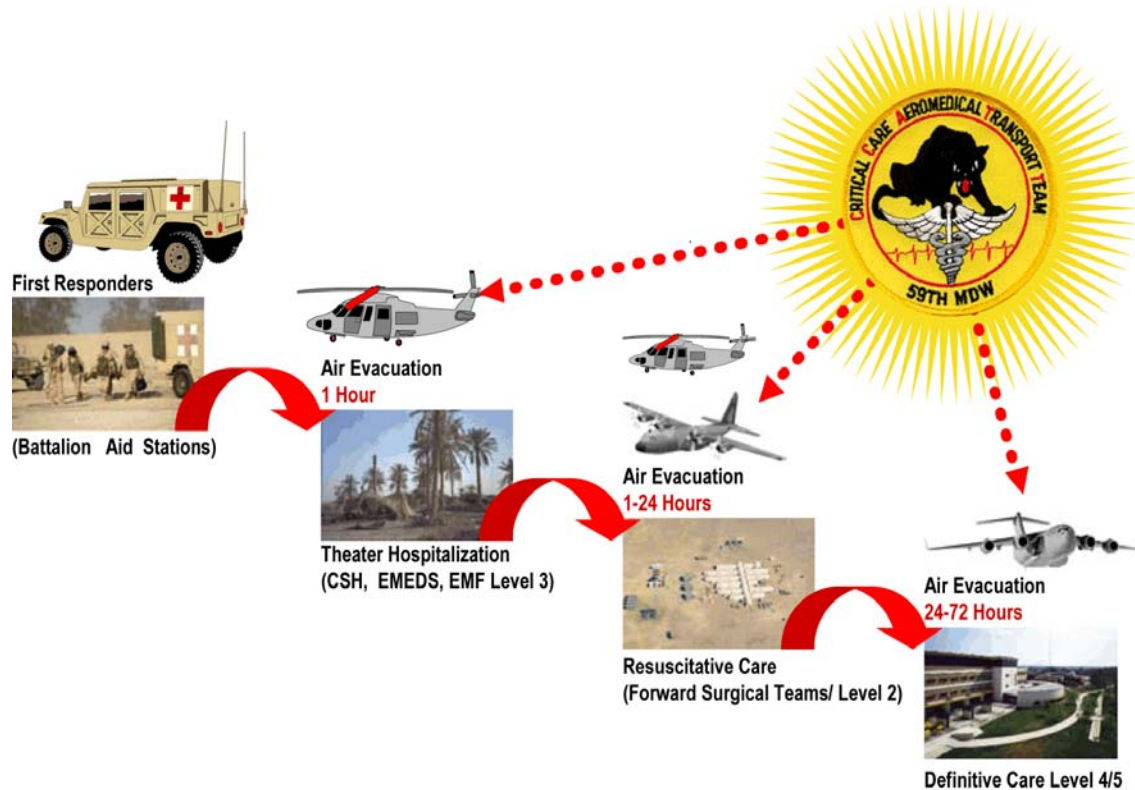 CRITICAL CARE AEROMEDICAL TRANSPORT TEAM
59TH MDW
First Responders
(Battalion Aid Stations)
Air Evacuation
1 Hour
Theater Hospitalization
(CSH, EMEDS, EMF Level 3)
Air Evacuation
1-24 Hours
Resuscitative Care
(Forward Surgical Teams/ Level 2)
Air Evacuation
24-72 Hours
Definitive Care Level 4/5